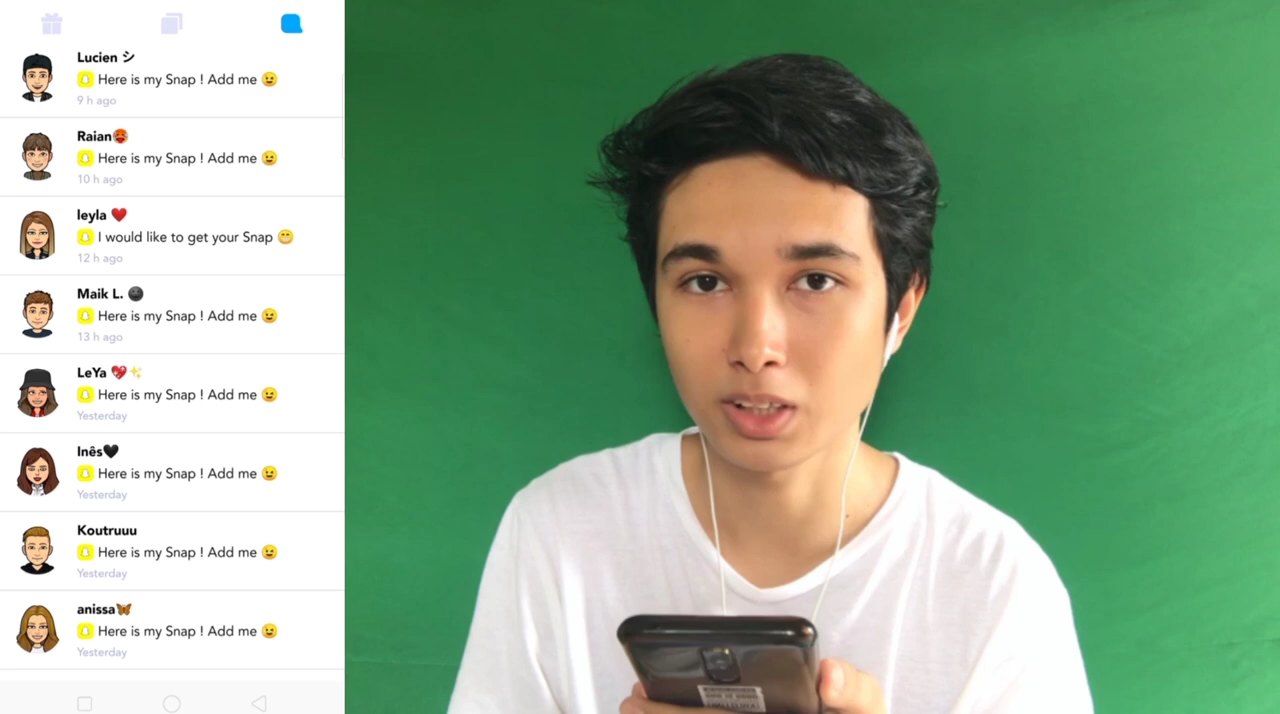 Lucien シ
Here is my Snap ! Add me 😉
9 h ago
Raian🥵
Here is my Snap ! Add me 😉
10 h ago
leyla ❤️
I would like to get your Snap 😁
12 h ago
Maik L. 🌚
Here is my Snap ! Add me 😉
13 h ago
LeYa 💖✨
Here is my Snap ! Add me 😉
Yesterday
Inês🖤
Here is my Snap ! Add me 😉
Yesterday
Koutruuu
Here is my Snap ! Add me 😉
Yesterday
anissa🦋
Here is my Snap ! Add me 😉
Yesterday